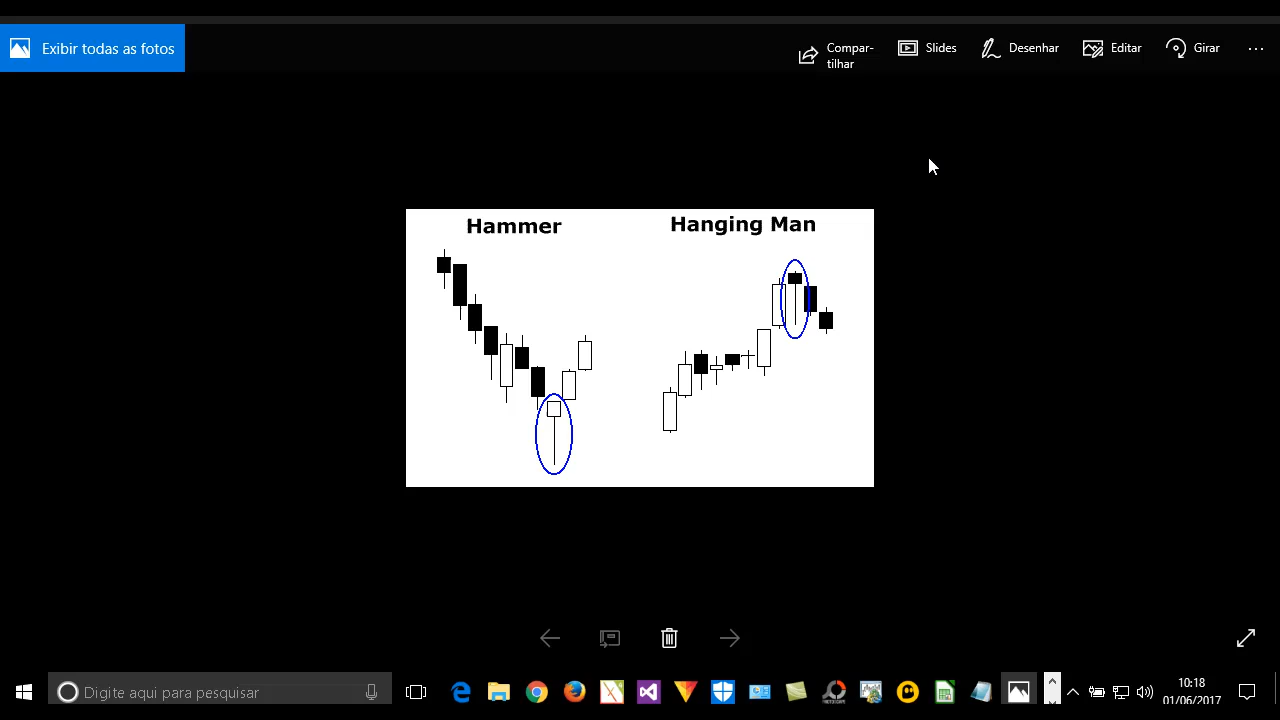 Exibir todas as fotos
Compar-
tilhar
Slides
Desenhar
Editar
Girar
Hammer
Hanging Man
Digite aqui para pesquisar
10:18
01/06/2017